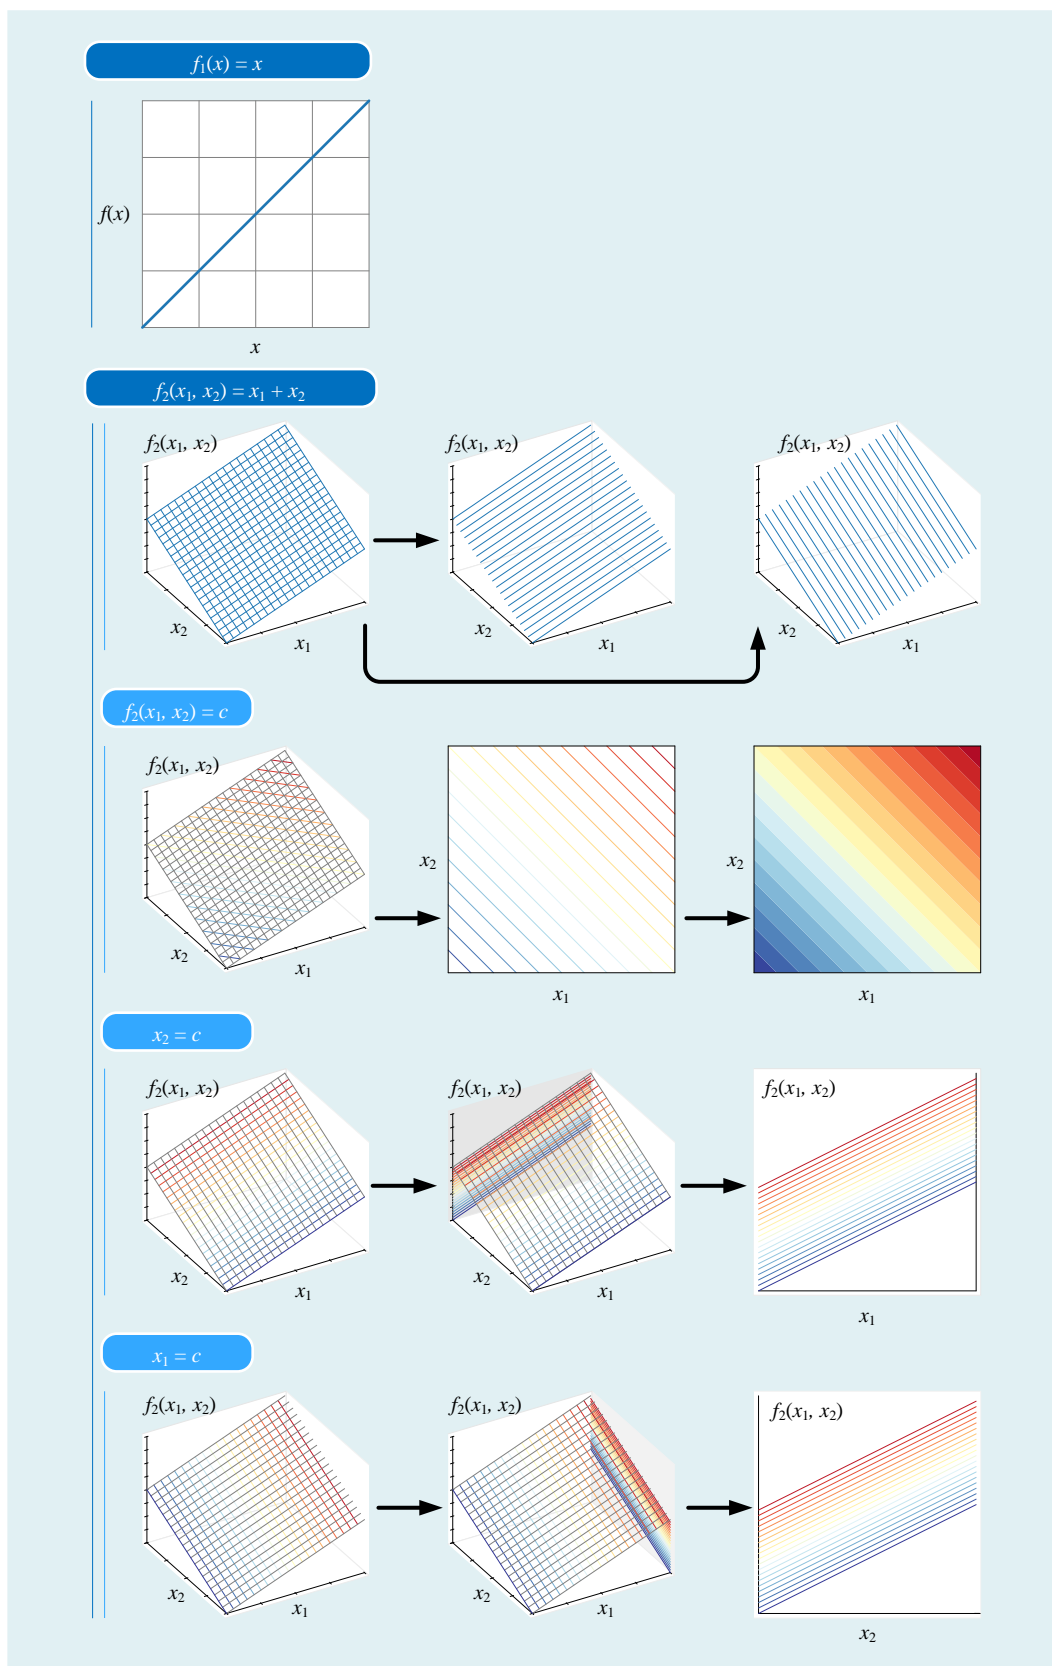 f₁(x) = x
f(x)
x
f₂(x₁, x₂) = x₁ + x₂
f₂(x₁, x₂)
x₂
x₁
f₂(x₁, x₂)
x₂
x₁
f₂(x₁, x₂)
x₂
x₁
f₂(x₁, x₂) = c
f₂(x₁, x₂)
x₂
x₁
x₂
x₁
x₂
x₁
x₂ = c
f₂(x₁, x₂)
x₂
x₁
f₂(x₁, x₂)
x₂
x₁
f₂(x₁, x₂)
x₁
x₁ = c
f₂(x₁, x₂)
x₂
x₁
f₂(x₁, x₂)
x₂
x₁
f₂(x₁, x₂)
x₂